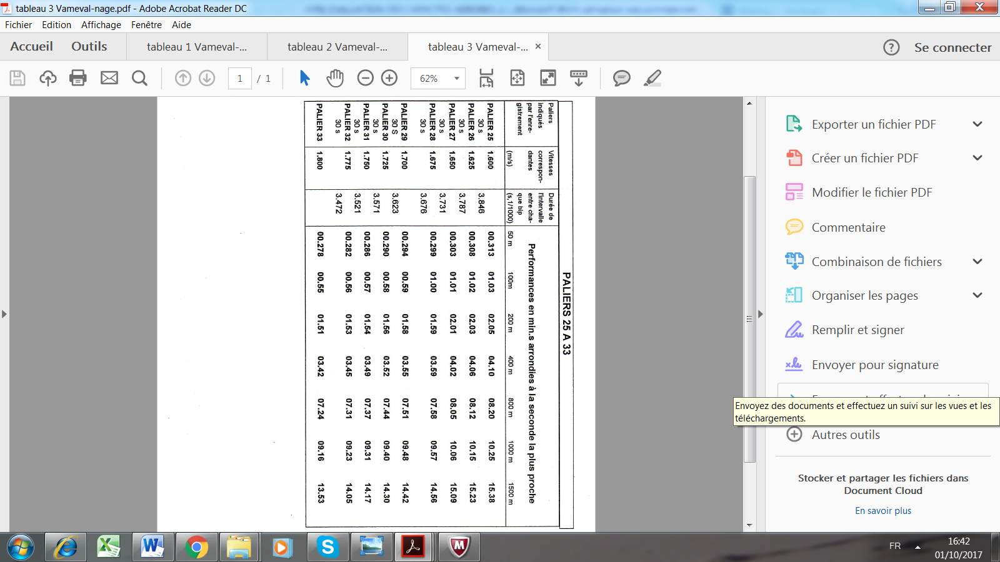 tableau 3 Vameval-nage.pdf - Adobe Acrobat Reader DC
Fichier Edition Affichage Fenêtre Aide
Accueil Outils tableau 1 Vameval-... tableau 2 Vameval-... tableau 3 Vameval-... × ? Se connecter
1 / 1 62%
PALIERS 25 A 33
Paliers indiqués par l'enre-gistrement
Vitesses correspon-dantes (m/s)
Durée de l'intervalle entre cha-que bip (s,1/1000)
Performances en min.s arrondies à la seconde la plus proche
50 m 100m 200 m 400 m 800 m 1000 m 1500 m
PALIER 25 1.600 00.313 01.03 02.05 04.10 08.20 10.25 15.38
30 s 3.846
PALIER 26 1.625 00.308 01.02 02.03 04.06 08.12 10.15 15.23
30 s 3.787
PALIER 27 1.650 00.303 01.01 02.01 04.02 08.05 10.06 15.09
30 s 3.731
PALIER 28 1.675 00.299 01.00 01.59 03.59 07.58 09.57 14.56
30 s 3.676
PALIER 29 1.700 00.294 00.59 01.58 03.55 07.51 09.48 14.42
30 S 3.623
PALIER 30 1.725 00.290 00.58 01.56 03.52 07.44 09.40 14.30
30 s 3.571
PALIER 31 1.750 00.286 00.57 01.54 03.49 07.37 09.31 14.17
30 s 3.521
PALIER 32 1.775 00.282 00.56 01.53 03.45 07.31 09.23 14.05
30 s 3.472
PALIER 33 1.800 00.278 00.55 01.51 03.42 07.24 09.16 13.53
Exporter un fichier PDF
Créer un fichier PDF
Modifier le fichier PDF
Commentaire
Combinaison de fichiers
Organiser les pages
Remplir et signer
Envoyer pour signature
Envoyez des documents et effectuez un suivi sur les vues et les
téléchargements.
Autres outils
Stocker et partager les fichiers dans
Document Cloud
En savoir plus
FR 16:42
01/10/2017